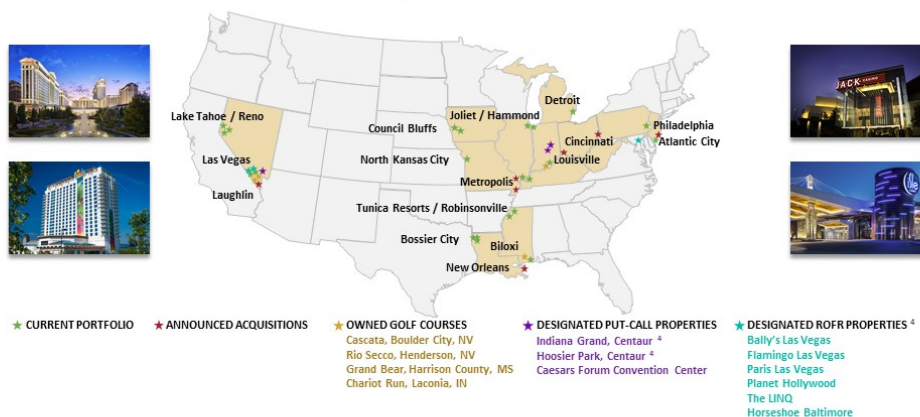 JACK
CASINO
Detroit
Lake Tahoe / Reno
Joliet / Hammond
Council Bluffs
Philadelphia
Cincinnati
Atlantic City
North Kansas City
Louisville
Las Vegas
Metropolis
Laughlin
Tunica Resorts / Robinsonville
Bossier City
Biloxi
New Orleans
CURRENT PORTFOLIO
ANNOUNCED ACQUISITIONS
OWNED GOLF COURSES
Cascata, Boulder City, NV
Rio Secco, Henderson, NV
Grand Bear, Harrison County, MS
Chariot Run, Laconia, IN
DESIGNATED PUT-CALL PROPERTIES
Indiana Grand, Centaur 4
Hoosier Park, Centaur 4
Caesars Forum Convention Center
DESIGNATED ROFR PROPERTIES 4
Bally's Las Vegas
Flamingo Las Vegas
Paris Las Vegas
Planet Hollywood
The LINQ
Horseshoe Baltimore